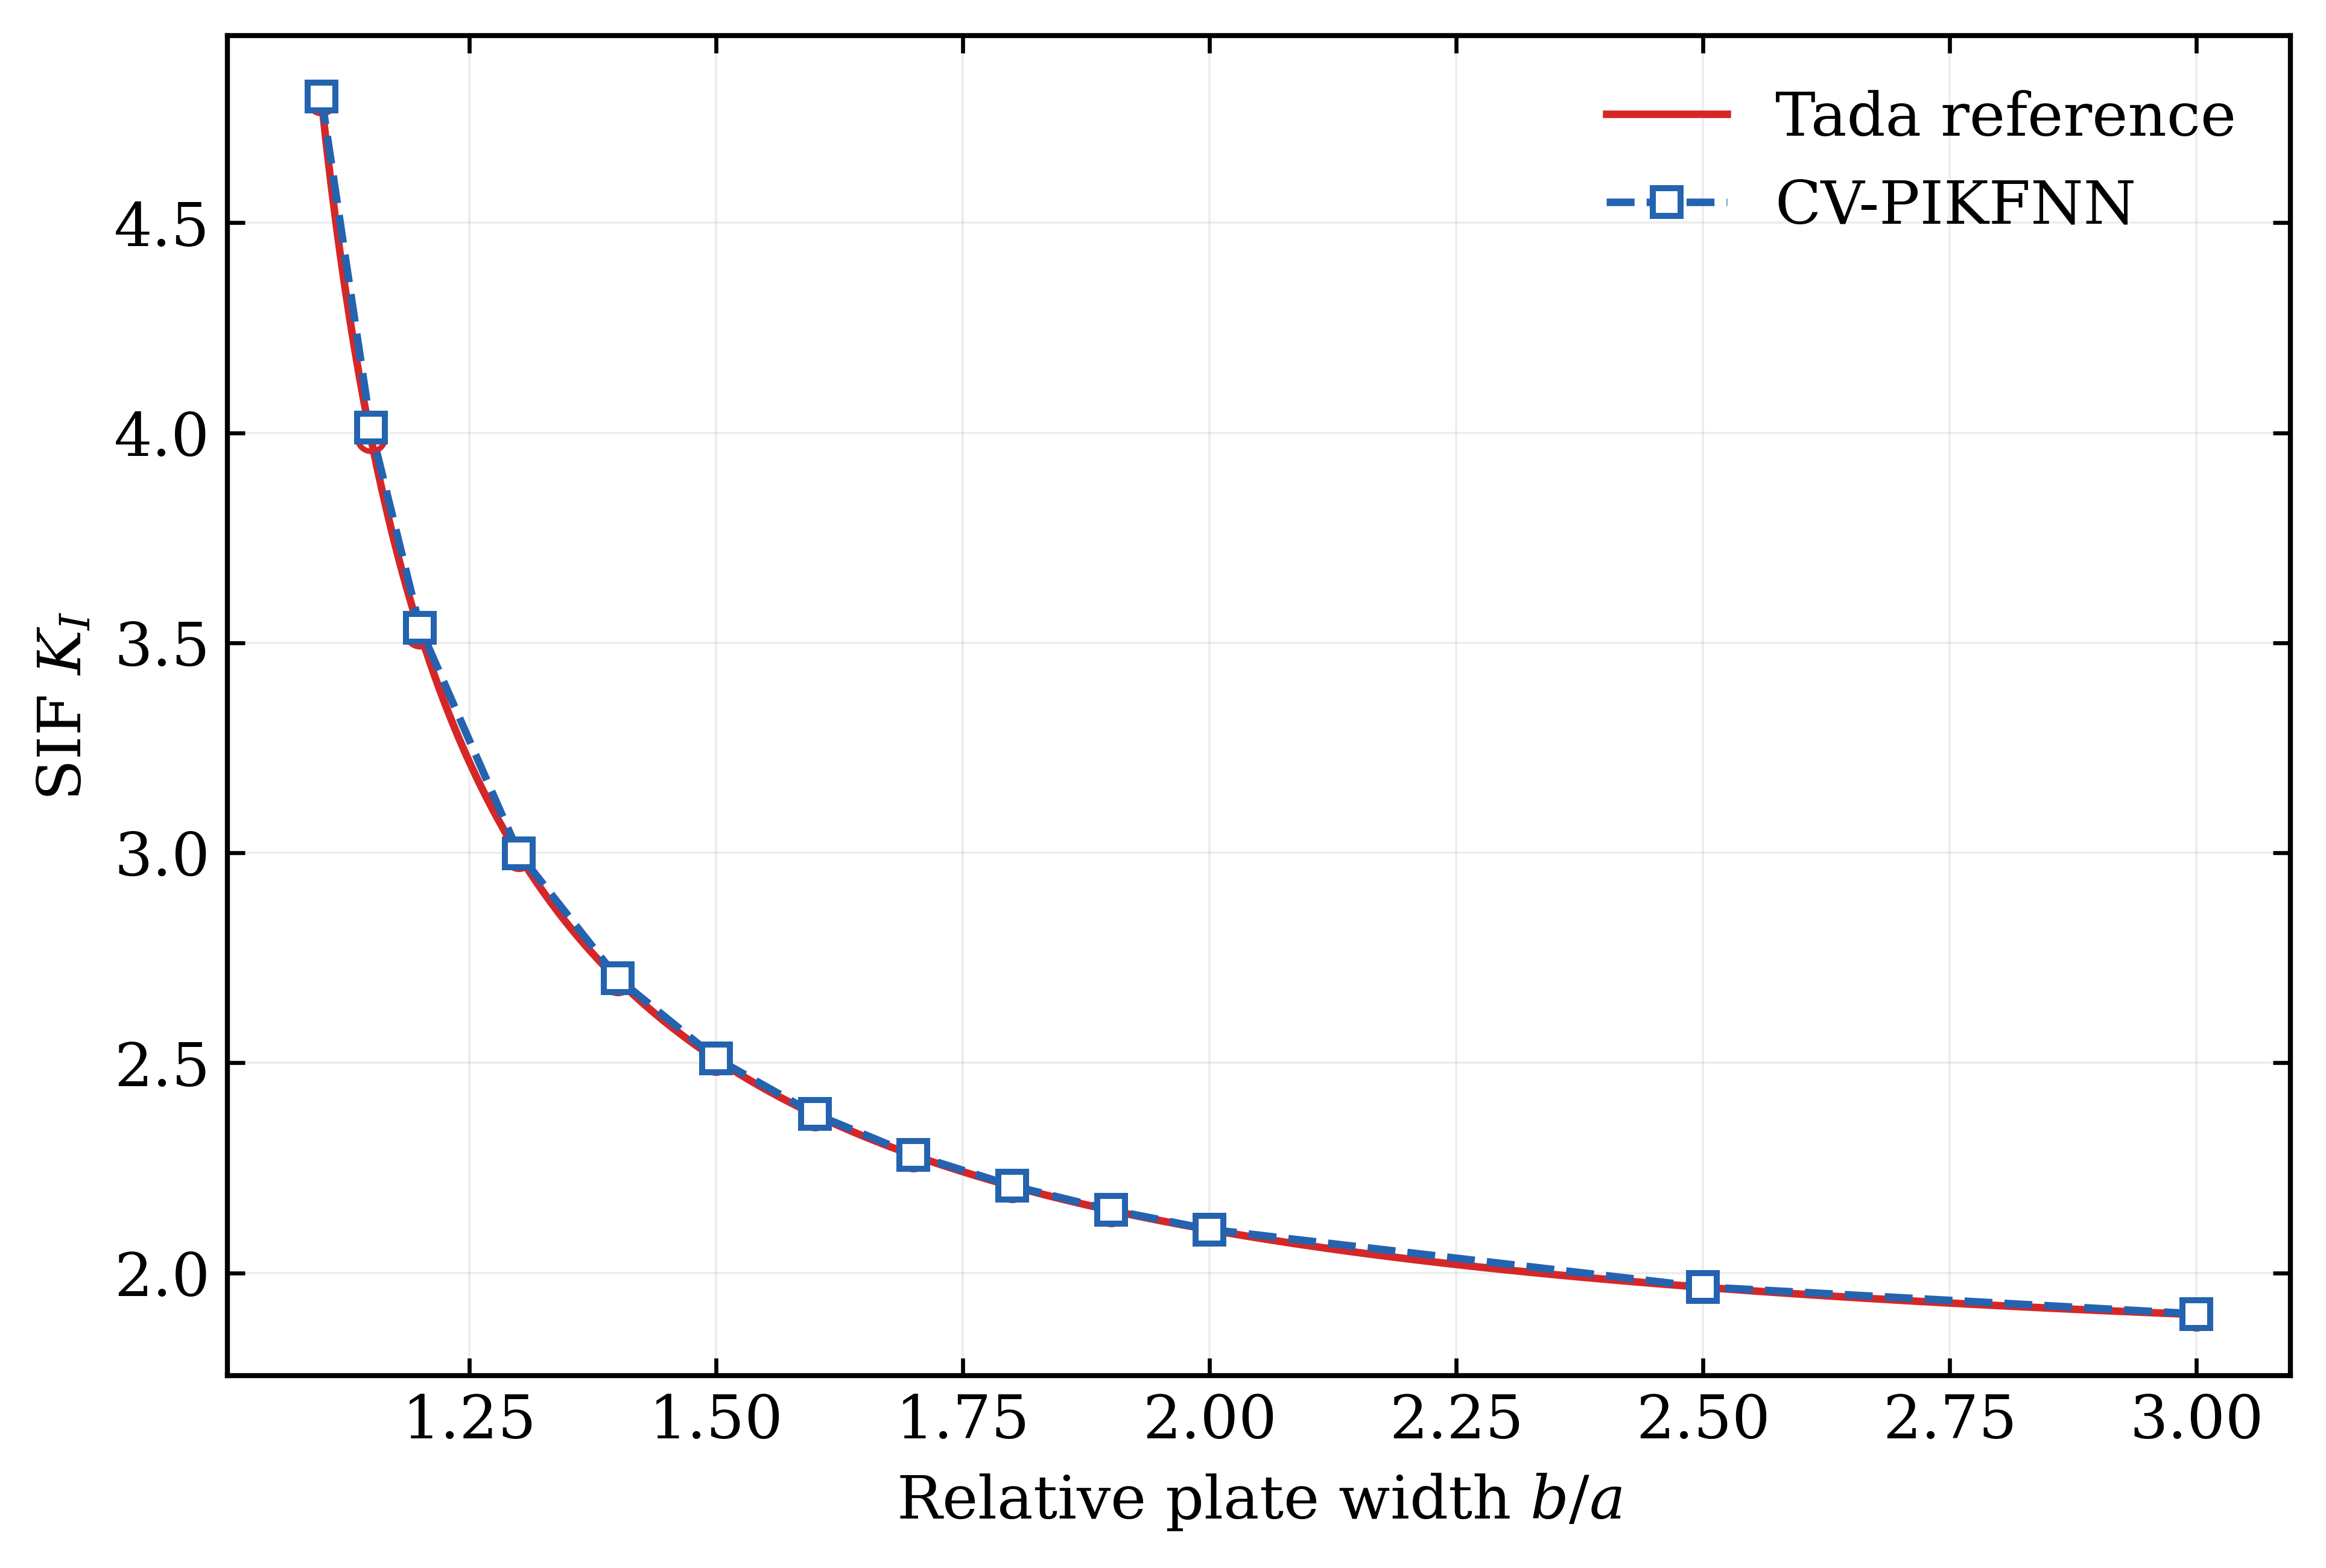 Tada reference
CV-PIKFNN
4.5
4.0
3.5
3.0
2.5
2.0
SIF K_I
1.25 1.50 1.75 2.00 2.25 2.50 2.75 3.00
Relative plate width b/a